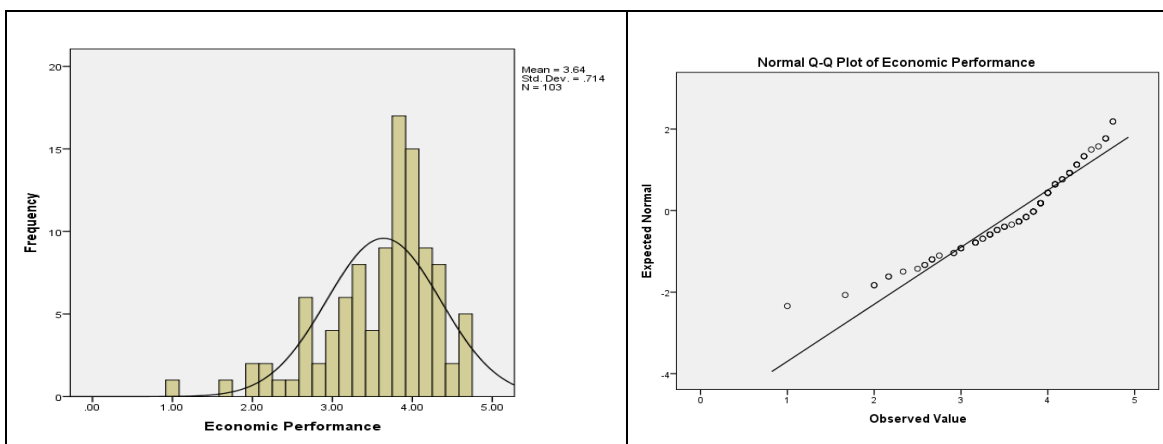 Mean = 3.64
Std. Dev. = .714
N = 103
20
15
10
5
0
Frequency
.00 1.00 2.00 3.00 4.00 5.00
Economic Performance
Normal Q-Q Plot of Economic Performance
2
0
-2
-4
Expected Normal
0 1 2 3 4 5
Observed Value